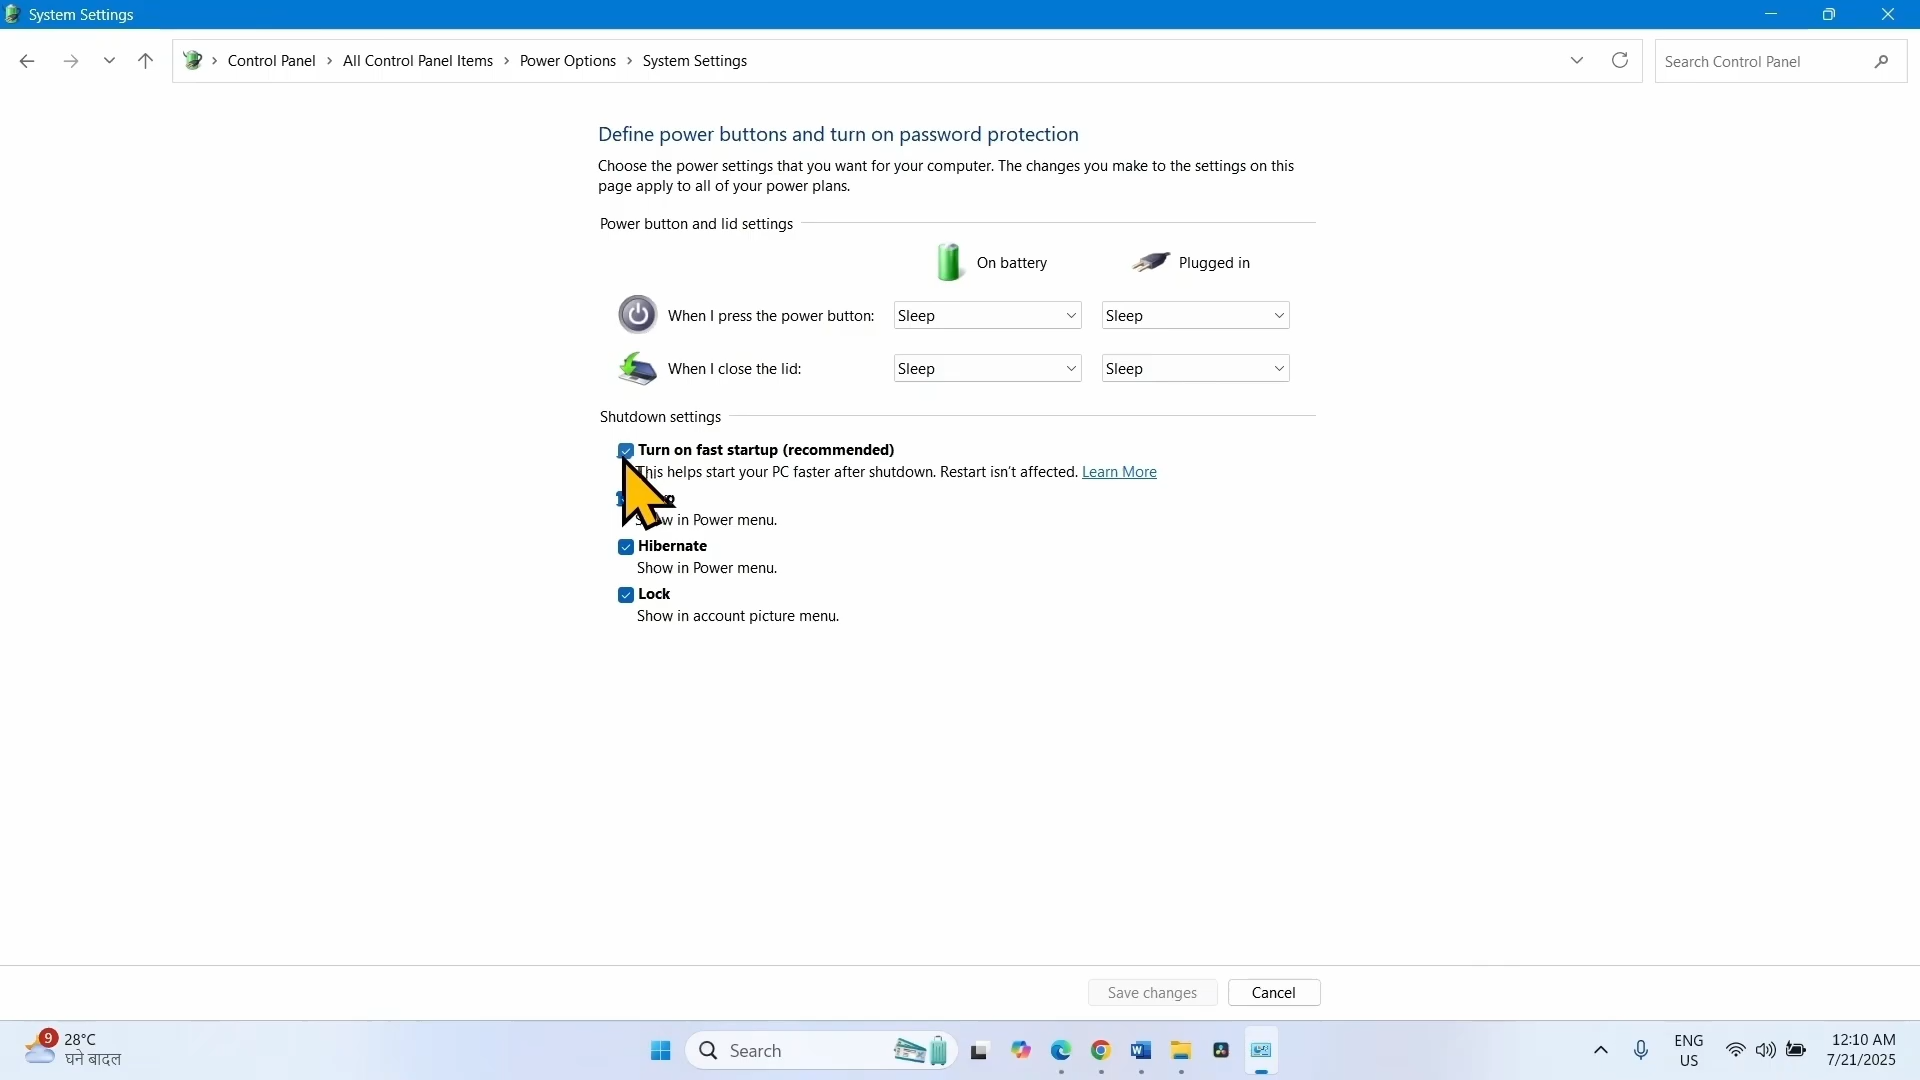 System Settings
Control Panel > All Control Panel Items > Power Options > System Settings
Search Control Panel
Define power buttons and turn on password protection
Choose the power settings that you want for your computer. The changes you make to the settings on this
page apply to all of your power plans.
Power button and lid settings
On battery Plugged in
When I press the power button: Sleep Sleep
When I close the lid: Sleep Sleep
Shutdown settings
Turn on fast startup (recommended)
This helps start your PC faster after shutdown. Restart isn't affected. Learn More
in Power menu.
Hibernate
Show in Power menu.
Lock
Show in account picture menu.
Save changes Cancel
9 28°C
घने बादल
Search
ENG
US
12:10 AM
7/21/2025